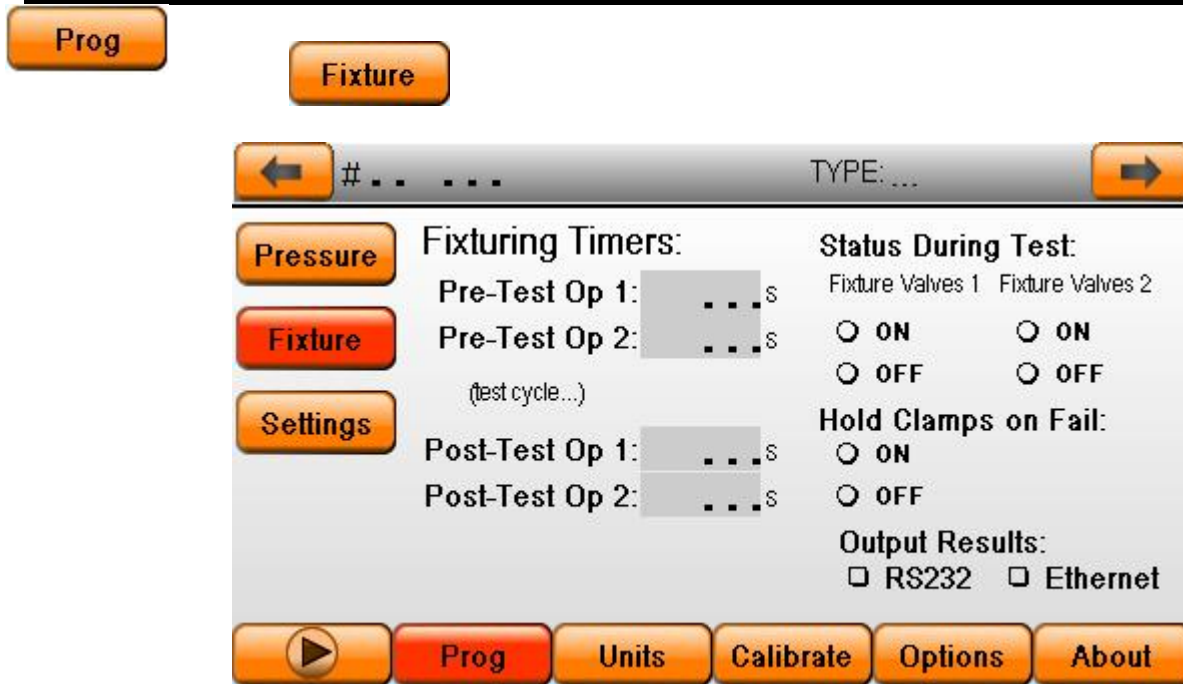 Prog
Fixture
#.. ... TYPE:...
Pressure
Fixture
Settings
Fixturing Timers:
Pre-Test Op 1: ...s
Pre-Test Op 2: ...s
(test cycle...)
Post-Test Op 1: ...s
Post-Test Op 2: ...s
Status During Test:
Fixture Valves 1 Fixture Valves 2
ON ON
OFF OFF
Hold Clamps on Fail:
ON
OFF
Output Results:
RS232 Ethernet
Prog Units Calibrate Options About